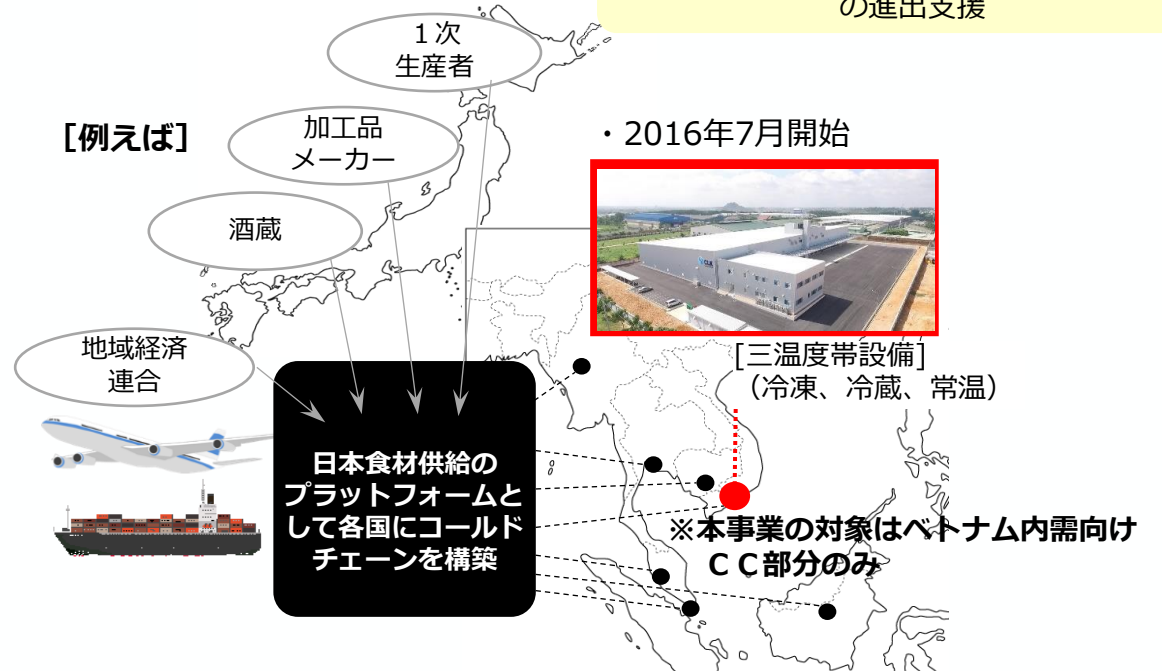 の進出支援
１次
生産者
［例えば］
加工品
メーカー
・2016年7月開始
酒蔵
CLK
地域経済
連合
［三温度帯設備］
（冷凍、冷蔵、常温）
日本食材供給の
プラットフォームと
して各国にコールド
チェーンを構築
※本事業の対象はベトナム内需向け
ＣＣ部分のみ